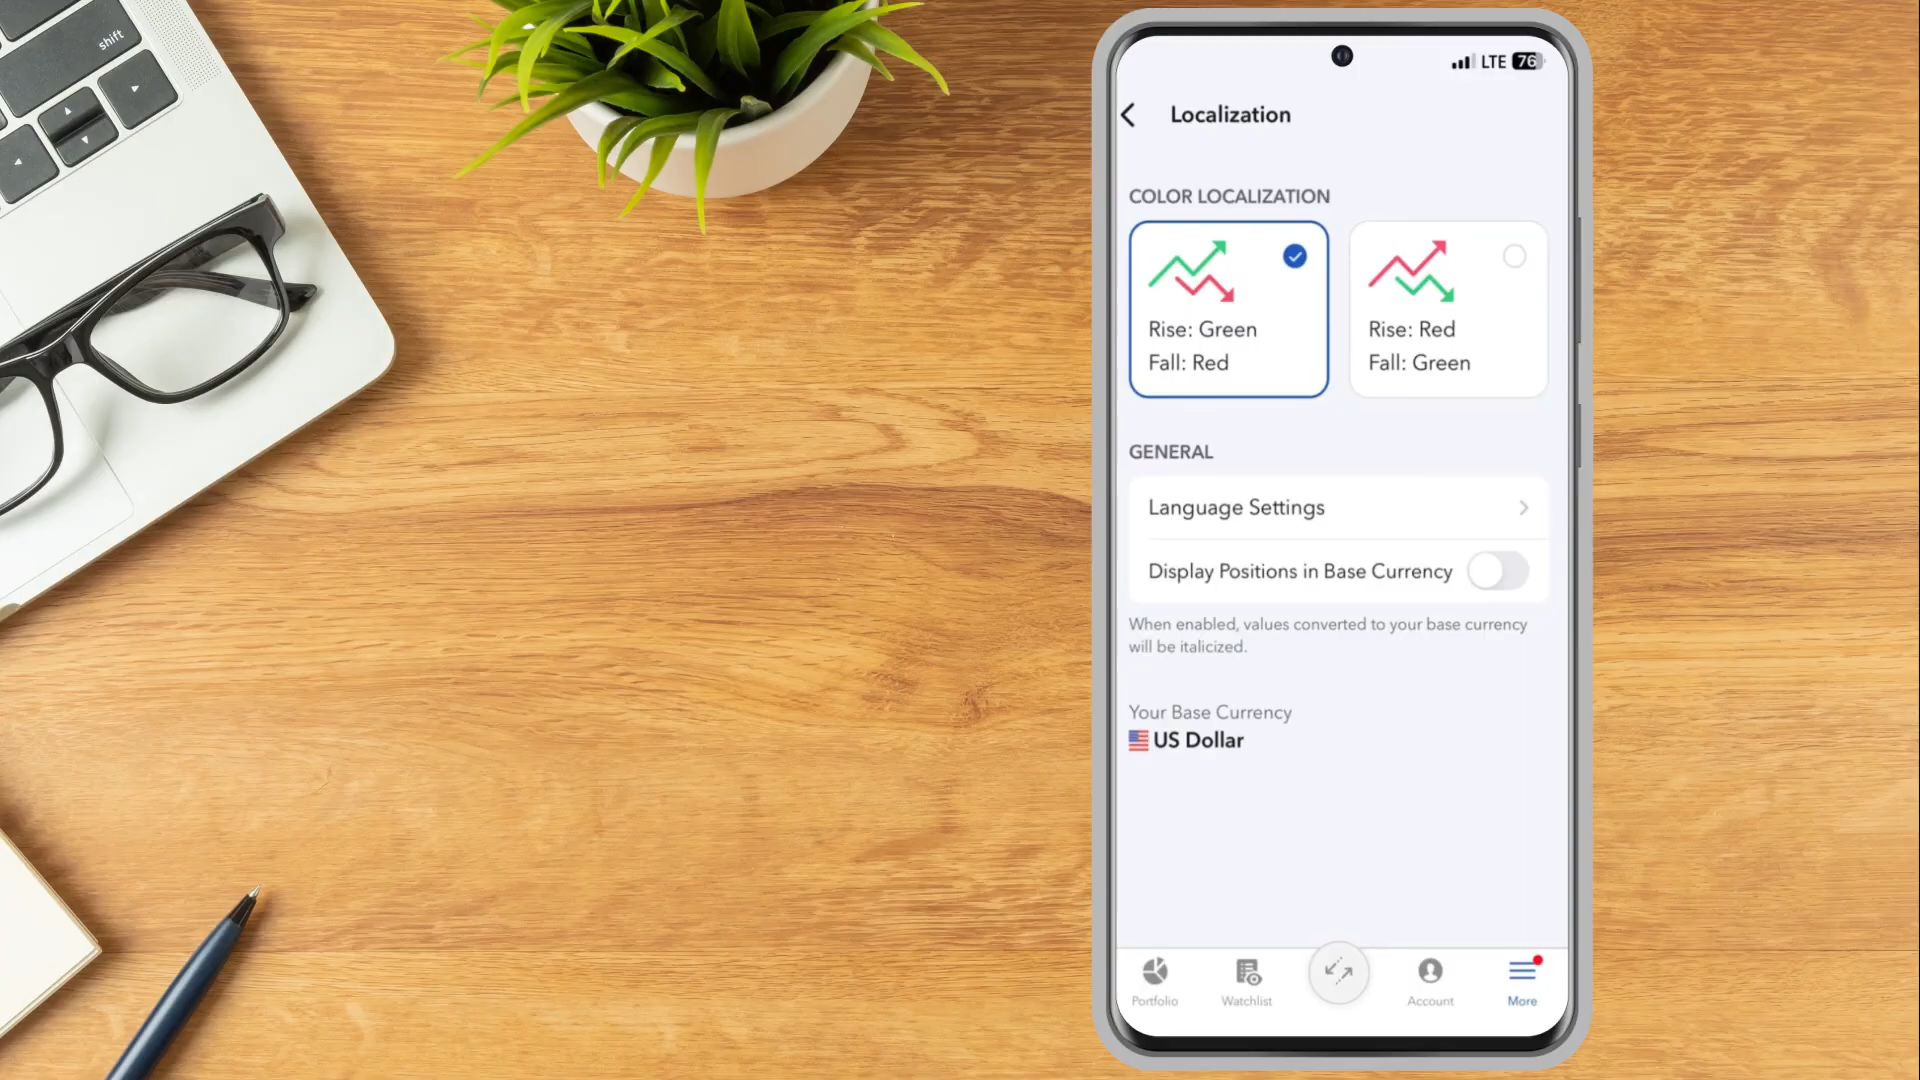 shift
LTE 76
Localization
COLOR LOCALIZATION
Rise: Green
Fall: Red
Rise: Red
Fall: Green
GENERAL
Language Settings
Display Positions in Base Currency
When enabled, values converted to your base currency
will be italicized.
Your Base Currency
US Dollar
Portfolio
Watchlist
Account
More